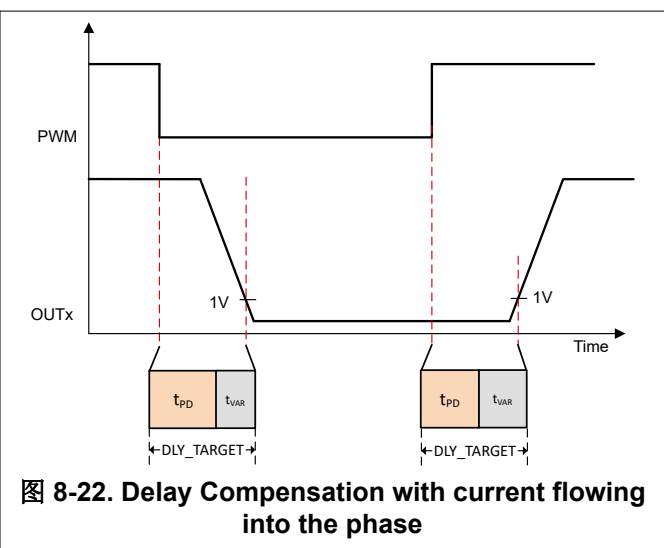 PWM
1V
1V
OUTx
Time
tPD
tVAR
tPD
tVAR
DLY_TARGET
DLY_TARGET
图 8-22. Delay Compensation with current flowing
into the phase